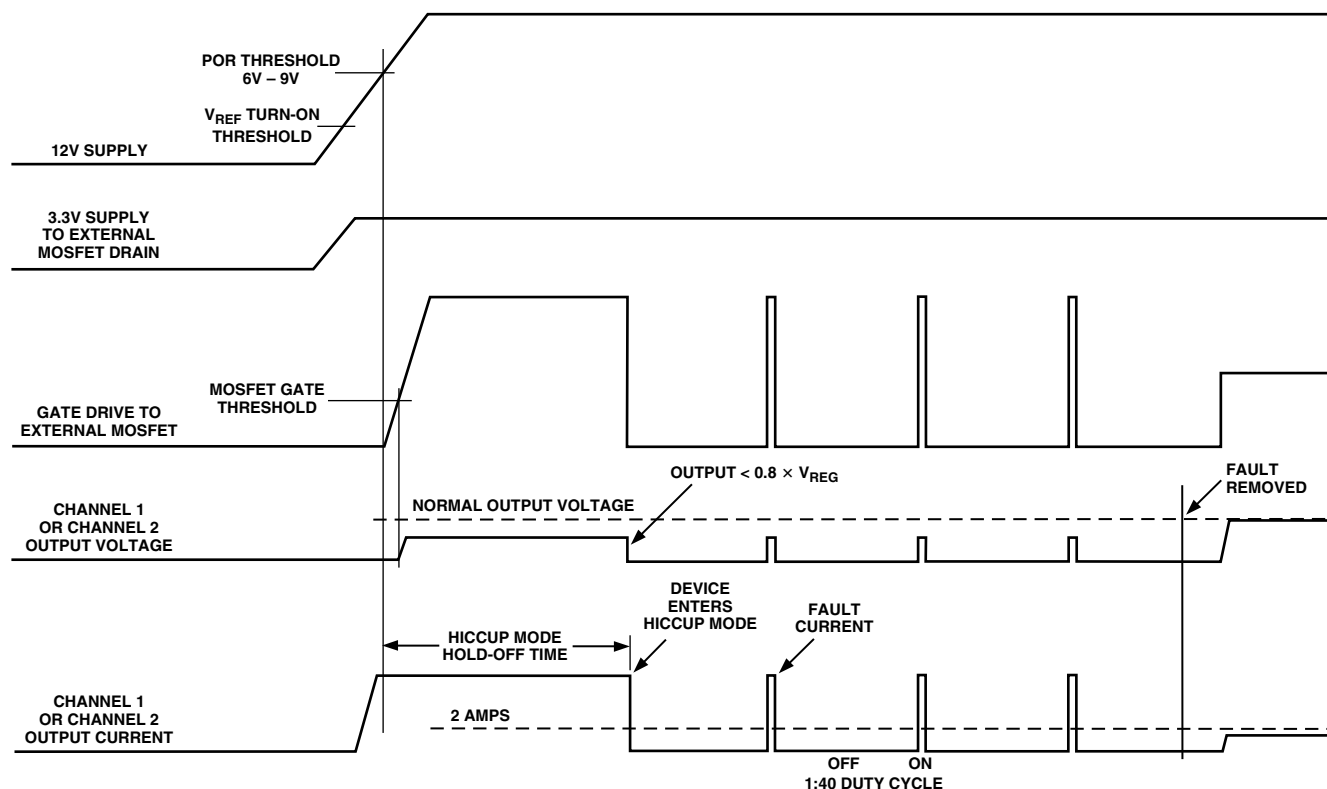 POR THRESHOLD
6V – 9V
VREF TURN-ON
THRESHOLD
12V SUPPLY
3.3V SUPPLY
TO EXTERNAL
MOSFET DRAIN
MOSFET GATE
THRESHOLD
GATE DRIVE TO
EXTERNAL MOSFET
OUTPUT < 0.8 × VREG
FAULT
REMOVED
NORMAL OUTPUT VOLTAGE
CHANNEL 1
OR CHANNEL 2
OUTPUT VOLTAGE
DEVICE
ENTERS
HICCUP MODE
FAULT
CURRENT
HICCUP MODE
HOLD-OFF TIME
CHANNEL 1
OR CHANNEL 2
OUTPUT CURRENT
2 AMPS
OFF ON
1:40 DUTY CYCLE